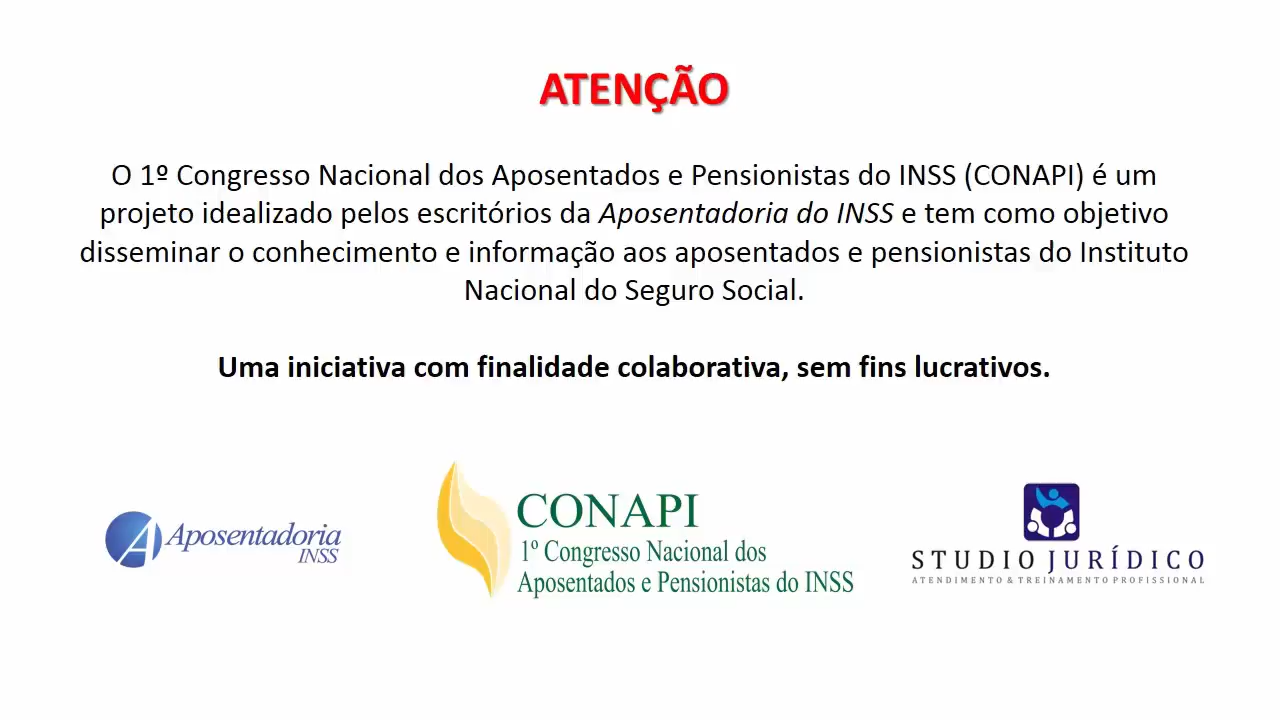 ATENÇÃO
O 1º Congresso Nacional dos Aposentados e Pensionistas do INSS (CONAPI) é um
projeto idealizado pelos escritórios da Aposentadoria do INSS e tem como objetivo
disseminar o conhecimento e informação aos aposentados e pensionistas do Instituto
Nacional do Seguro Social.
Uma iniciativa com finalidade colaborativa, sem fins lucrativos.
A Aposentadoria
INSS
CONAPI
1º Congresso Nacional dos
Aposentados e Pensionistas do INSS
STUDIO JURÍDICO
ATENDIMENTO & TREINAMENTO PROFISSIONAL